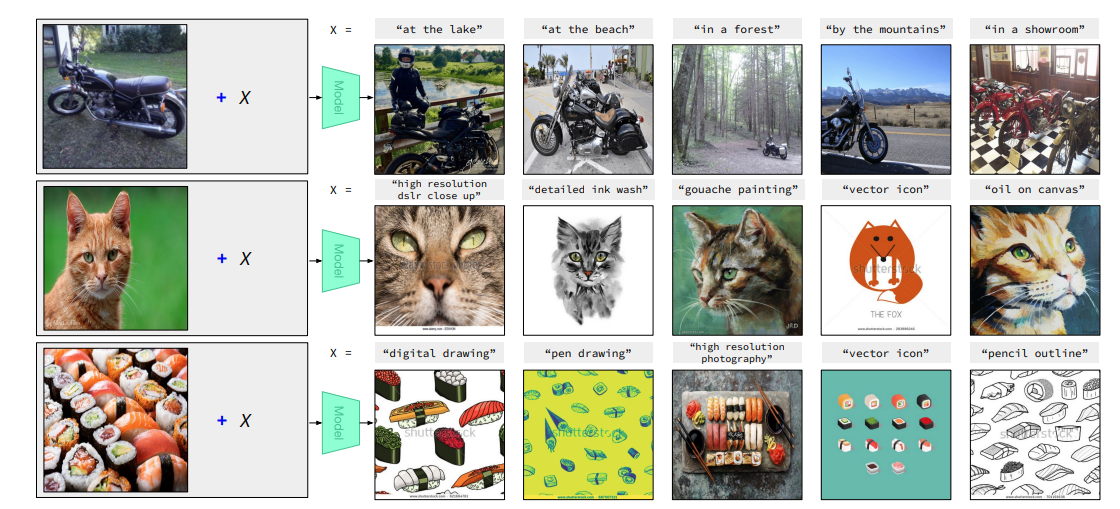 X =
“at the lake”
“at the beach”
“in a forest”
“by the mountains”
“in a showroom”
+ X
Model
X =
“high resolution
dslr close up”
“detailed ink wash”
“gouache painting”
“vector icon”
“oil on canvas”
+ X
Model
shutterstock
THE FOX
JRD
X =
“digital drawing”
“pen drawing”
“high resolution
photography”
“vector icon”
“pencil outline”
+ X
Model
shutterstock
shutterstock
shutterstock